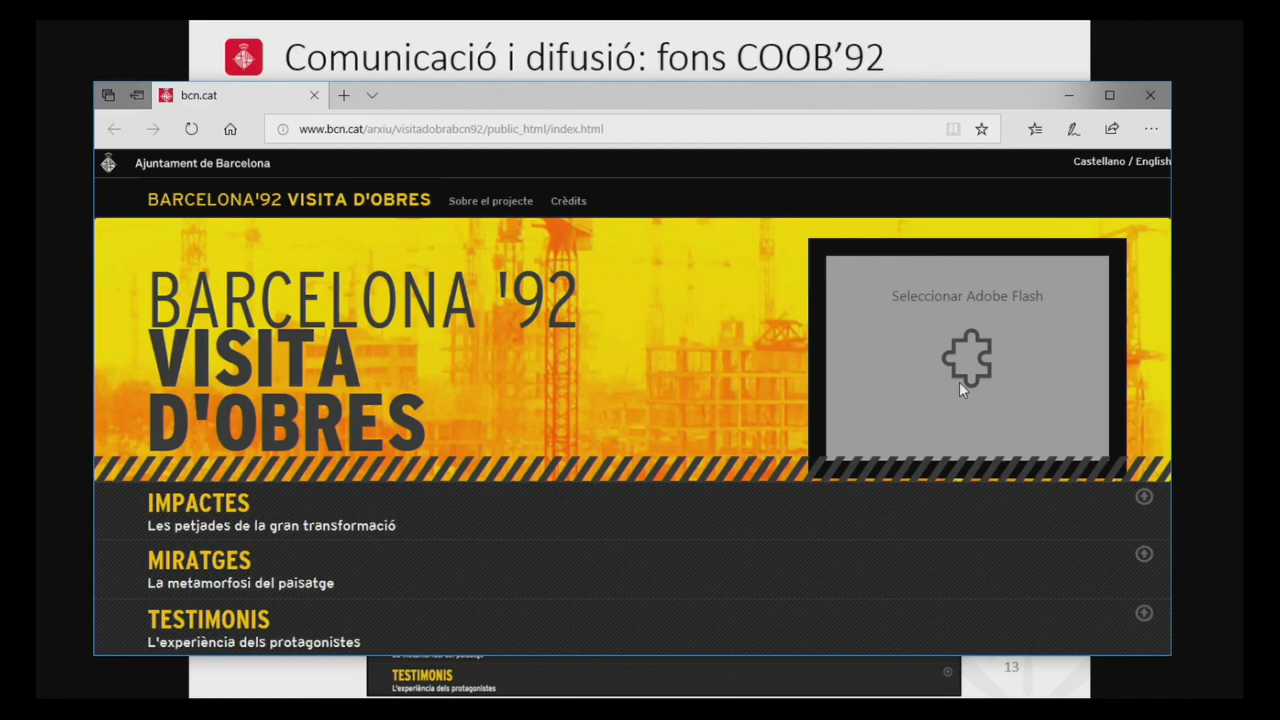 Comunicació i difusió: fons COOB’92
bcn.cat
www.bcn.cat/arxiu/visitadobrabcn92/public_html/index.html
Ajuntament de Barcelona
Castellano / English
BARCELONA'92 VISITA D'OBRES
Sobre el projecte
Crèdits
BARCELONA '92
VISITA
D'OBRES
Seleccionar Adobe Flash
IMPACTES
Les petjades de la gran transformació
MIRATGES
La metamorfosi del paisatge
TESTIMONIS
L'experiència dels protagonistes
TESTIMONIS
L'experiència dels protagonistes
13